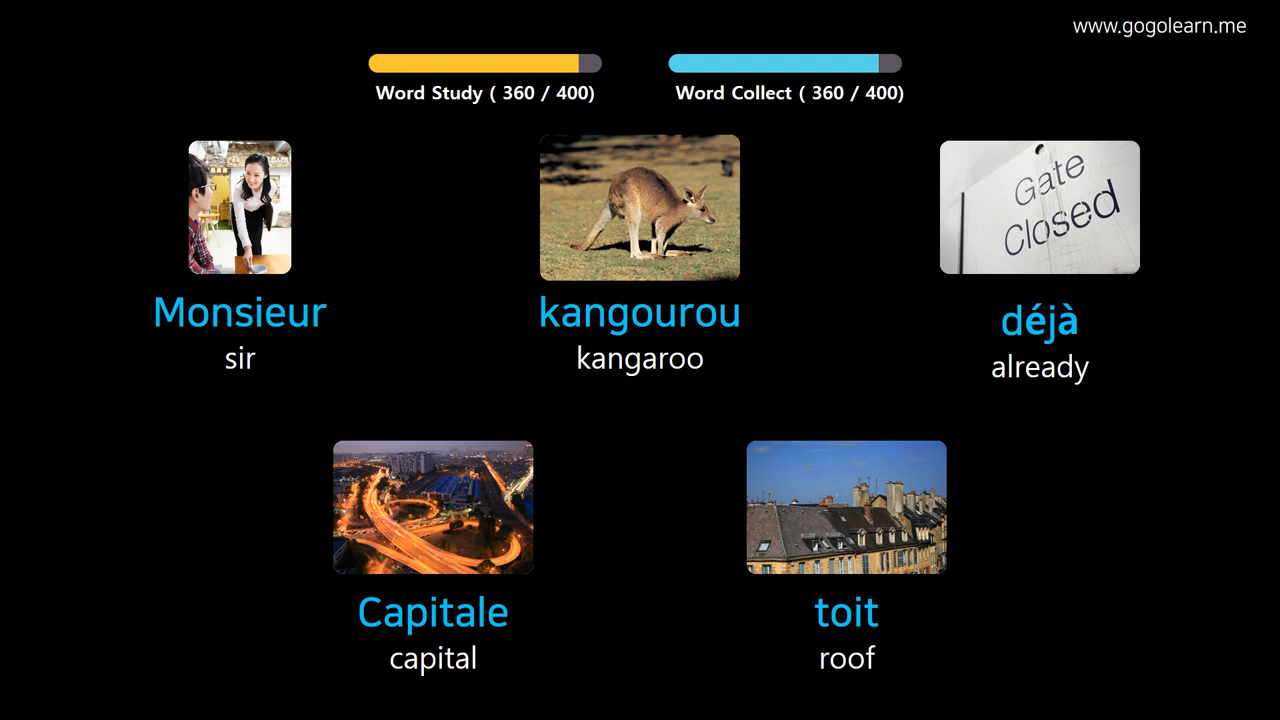 www.gogolearn.me
Word Study ( 360 / 400)
Word Collect ( 360 / 400)
Gate
Closed
Monsieur
sir
kangourou
kangaroo
déjà
already
Capitale
capital
toit
roof